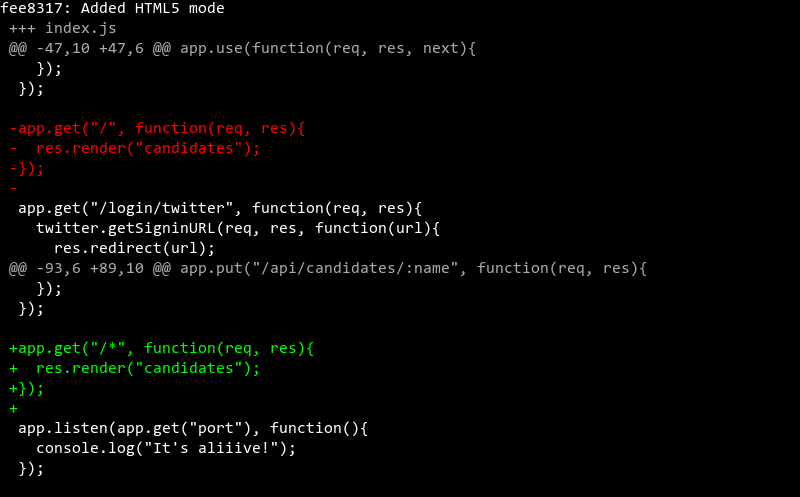 fee8317: Added HTML5 mode
+++ index.js
@@ -47,10 +47,6 @@ app.use(function(req, res, next){
   });
 });

-app.get("/", function(req, res){
-  res.render("candidates");
-});
-
 app.get("/login/twitter", function(req, res){
   twitter.getSigninURL(req, res, function(url){
     res.redirect(url);
@@ -93,6 +89,10 @@ app.put("/api/candidates/:name", function(req, res){
   });
 });

+app.get("/*", function(req, res){
+  res.render("candidates");
+});
+
 app.listen(app.get("port"), function(){
   console.log("It's aliiive!");
 });